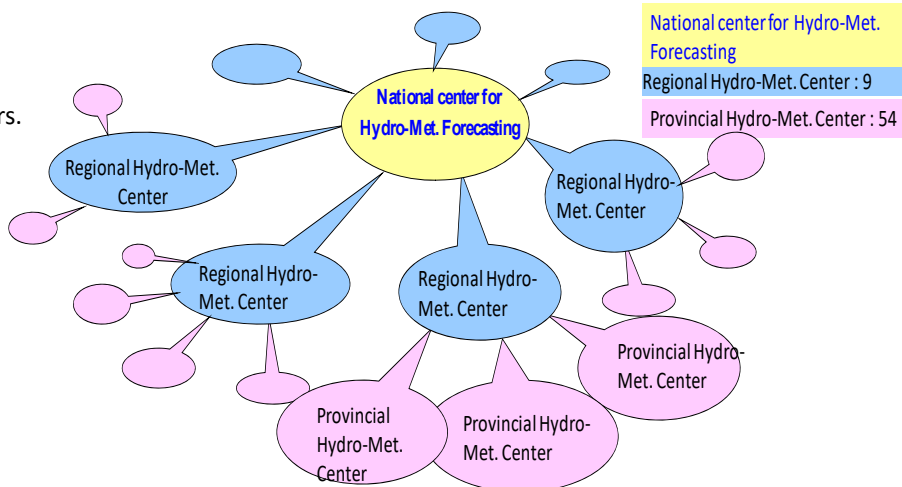 National center for Hydro-Met.
Forecasting
Regional Hydro-Met. Center : 9
Provincial Hydro-Met. Center : 54
rs.
National center for
Hydro-Met. Forecasting
Regional Hydro-Met.
Center
Regional Hydro-
Met. Center
Regional Hydro-
Met. Center
Regional Hydro-
Met. Center
Provincial Hydro-
Met. Center
Provincial
Hydro-Met.
Center
Provincial Hydro-
Met. Center